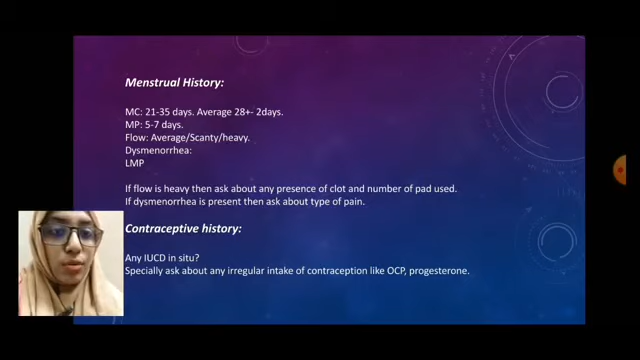 Menstrual History:
MC: 21-35 days. Average 28+- 2days.
MP: 5-7 days.
Flow: Average/Scanty/heavy.
Dysmenorrhea:
LMP
If flow is heavy then ask about any presence of clot and number of pad used.
If dysmenorrhea is present then ask about type of pain.
Contraceptive history:
Any IUCD in situ?
Specially ask about any irregular intake of contraception like OCP, progesterone.